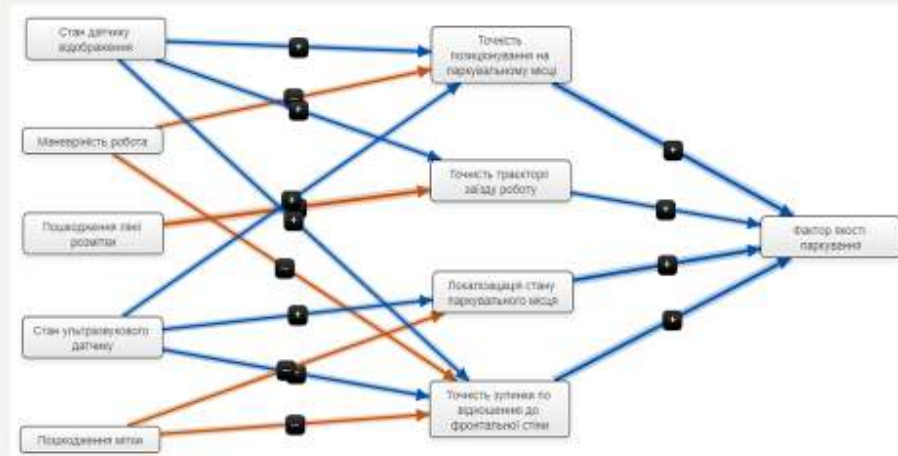 Стан датчику
відображення
Точність
позиціонування на
паркувальному місці
Маневріність робота
Точність траєкторії
заїзду роботу
Пошкодження лінії
розмітки
Фактор якості
паркування
Локалізація стану
паркувального місця
Стан ультразвукового
датчику
Точність зупинки по
відношенню до
фронтальної стіни
Пошкодження мітки